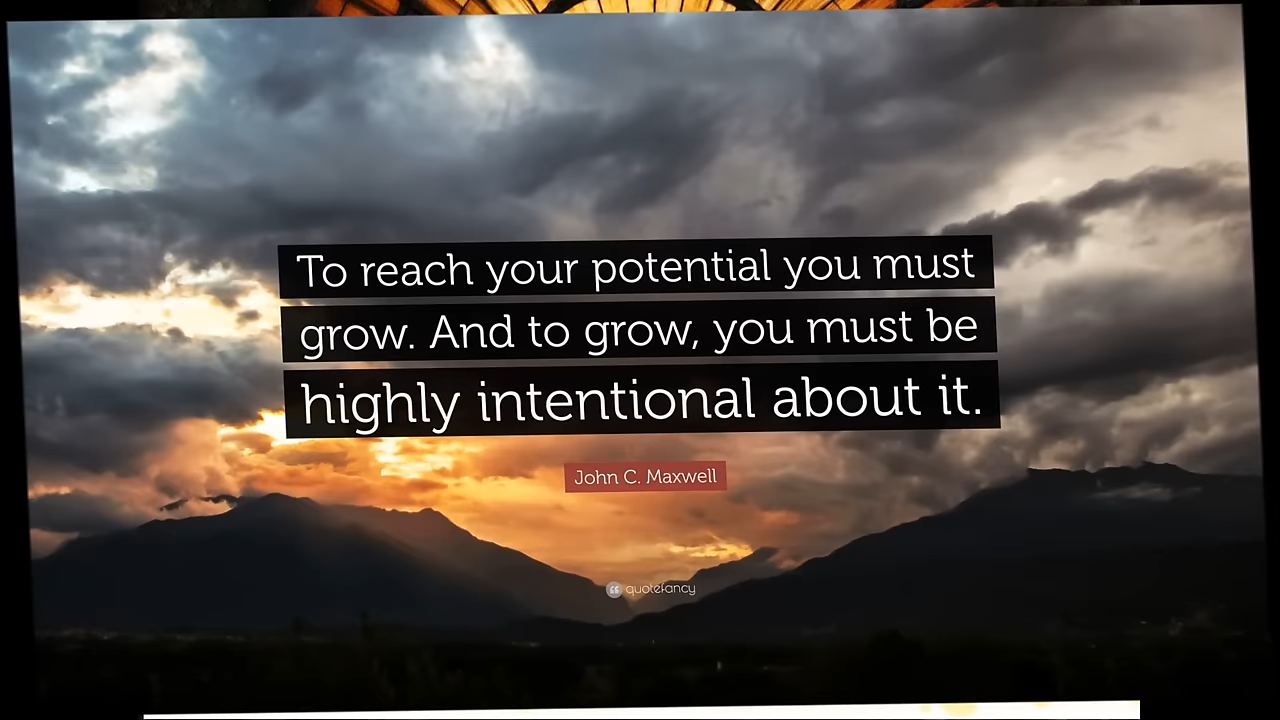 To reach your potential you must
grow. And to grow, you must be
highly intentional about it.
John C. Maxwell
quotefancy